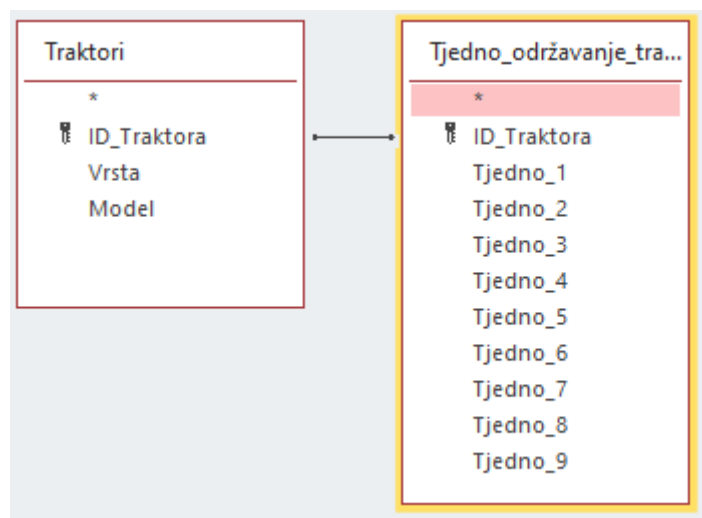 Traktori
*
ID_Traktora
Vrsta
Model
Tjedno_održavanje_tra...
*
ID_Traktora
Tjedno_1
Tjedno_2
Tjedno_3
Tjedno_4
Tjedno_5
Tjedno_6
Tjedno_7
Tjedno_8
Tjedno_9